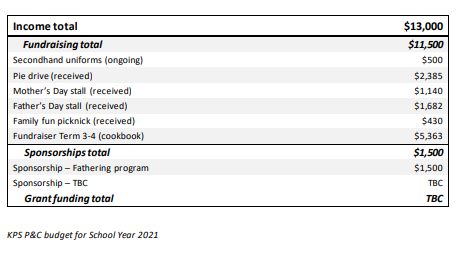 Income total $13,000
Fundraising total $11,500
Secondhand uniforms (ongoing) $500
Pie drive (received) $2,385
Mother's Day stall (received) $1,140
Father's Day stall (received) $1,682
Family fun picknick (received) $430
Fundraiser Term 3-4 (cookbook) $5,363
Sponsorships total $1,500
Sponsorship – Fathering program $1,500
Sponsorship – TBC TBC
Grant funding total TBC
KPS P&C budget for School Year 2021